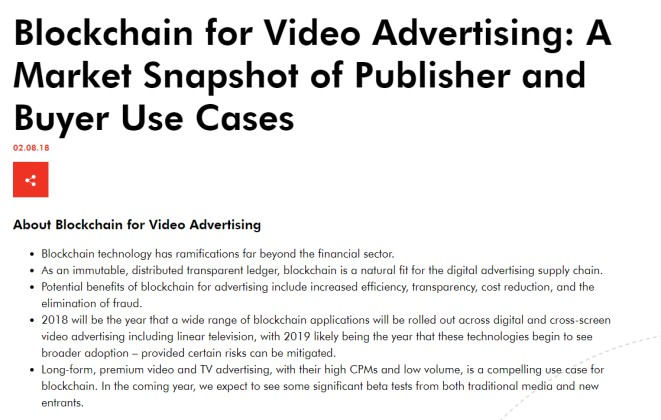 Blockchain for Video Advertising: A
Market Snapshot of Publisher and
Buyer Use Cases
02.08.18
About Blockchain for Video Advertising
• Blockchain technology has ramifications far beyond the financial sector.
• As an immutable, distributed transparent ledger, blockchain is a natural fit for the digital advertising supply chain.
• Potential benefits of blockchain for advertising include increased efficiency, transparency, cost reduction, and the
elimination of fraud.
• 2018 will be the year that a wide range of blockchain applications will be rolled out across digital and cross-screen
video advertising including linear television, with 2019 likely being the year that these technologies begin to see
broader adoption – provided certain risks can be mitigated.
• Long-form, premium video and TV advertising, with their high CPMs and low volume, is a compelling use case for
blockchain. In the coming year, we expect to see some significant beta tests from both traditional media and new
entrants.